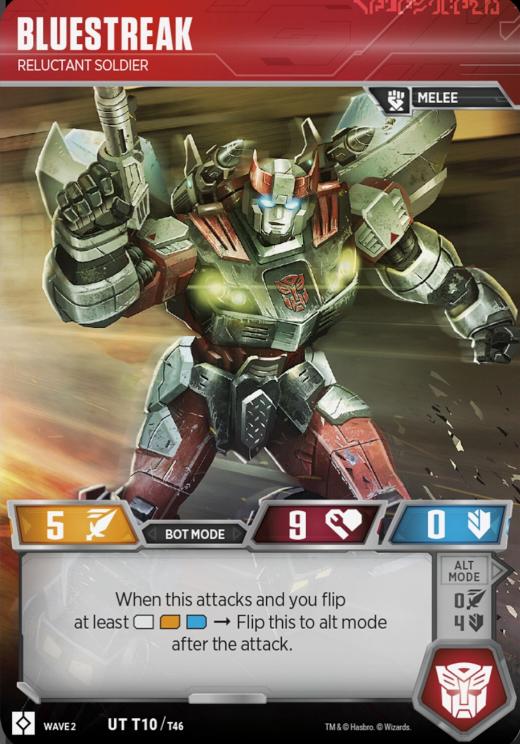 BLUESTREAK
RELUCTANT SOLDIER
MELEE
5
BOT MODE
9
0
ALT
MODE
0
4
When this attacks and you flip
at least → Flip this to alt mode
after the attack.
WAVE 2
UT T10/T46
TM & © Hasbro. © Wizards.